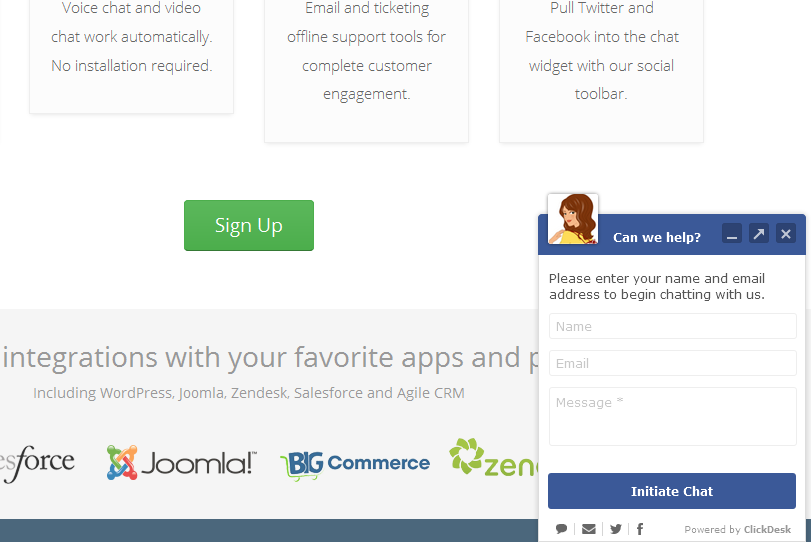 Voice chat and video
chat work automatically.
No installation required.
Email and ticketing
offline support tools for
complete customer
engagement.
Pull Twitter and
Facebook into the chat
widget with our social
toolbar.
Sign Up
Can we help?
Please enter your name and email
address to begin chatting with us.
Name
Email
Message *
Initiate Chat
Powered by ClickDesk
integrations with your favorite apps and p
Including WordPress, Joomla, Zendesk, Salesforce and Agile CRM
esforce
Joomla!™
BIG Commerce
zen